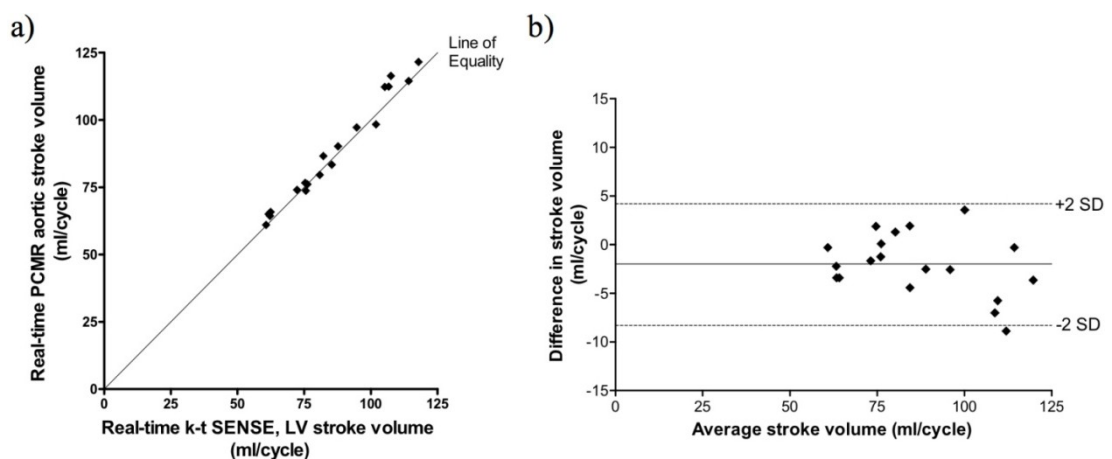 a)
Real-time PCMR aortic stroke volume
(ml/cycle)
125
100
75
50
25
0
0 25 50 75 100 125
Line of
Equality
Real-time k-t SENSE, LV stroke volume
(ml/cycle)
b)
Difference in stroke volume
(ml/cycle)
15
10
5
0
-5
-10
-15
+2 SD
-2 SD
0 25 50 75 100 125
Average stroke volume (ml/cycle)